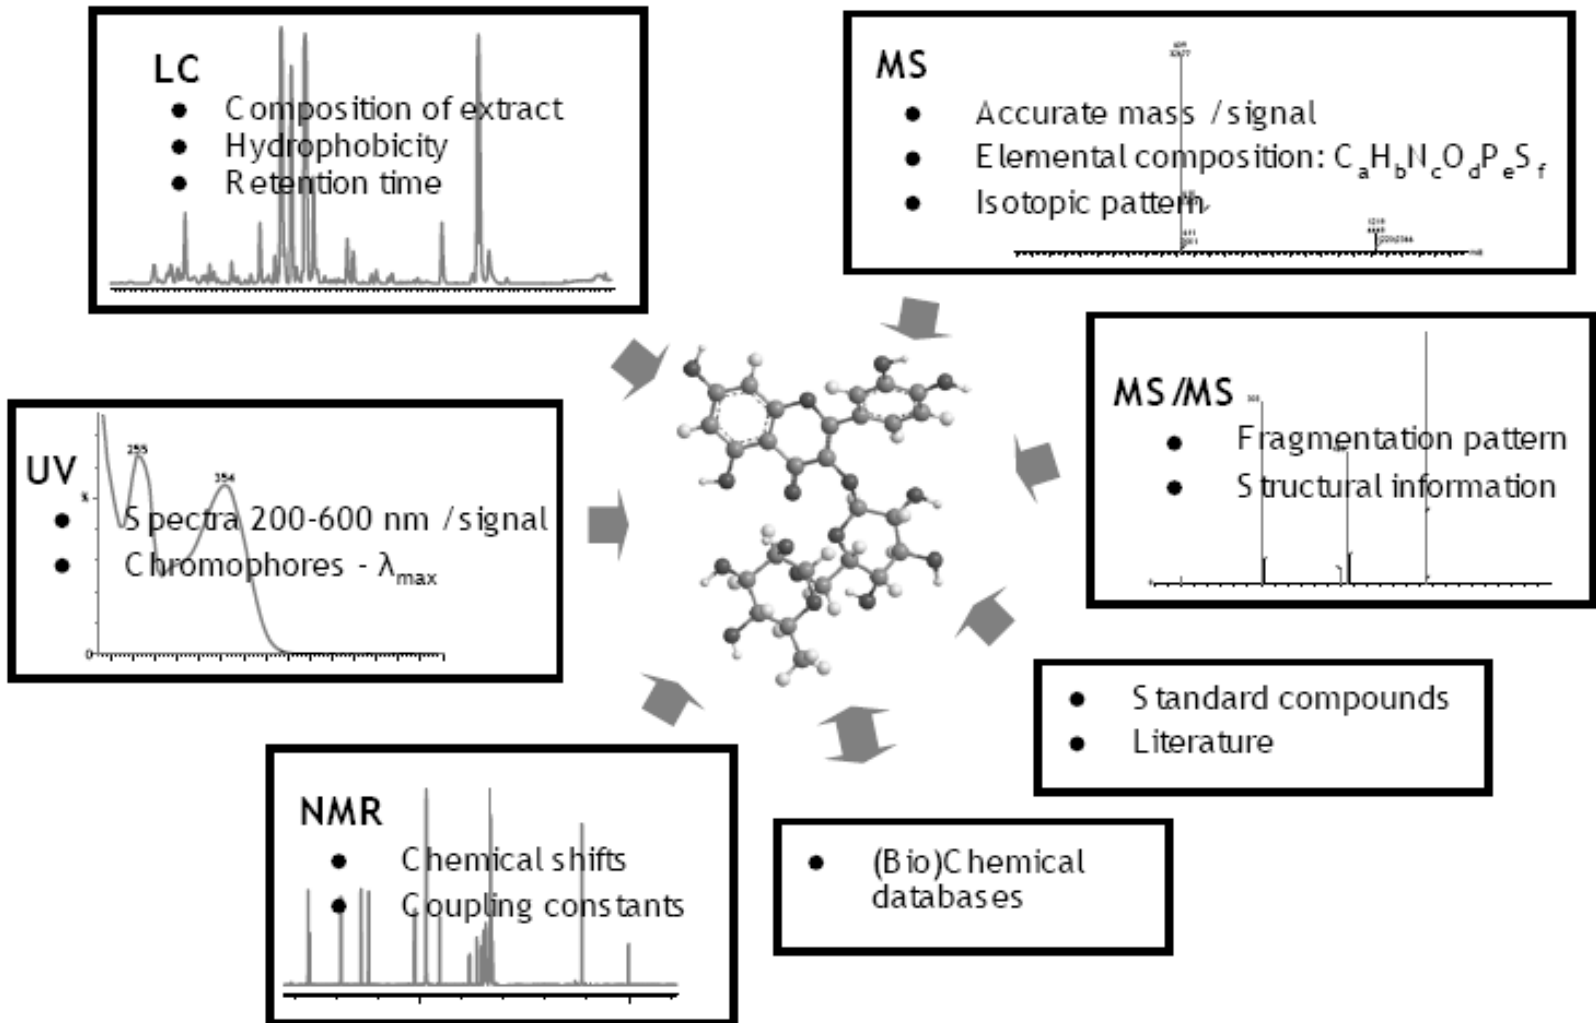 LC
● Composition of extract
● Hydrophobicity
● Retention time
MS
● Accurate mass /signal
● Elemental composition: CaHbNcOdPeSf
● Isotopic pattern
UV
255
354
%
● Spectra 200-600 nm /signal
● Chromophores - λmax
0
MS/MS
● Fragmentation pattern
● Structural information
● Standard compounds
● Literature
NMR
● Chemical shifts
● Coupling constants
● (Bio)Chemical
databases